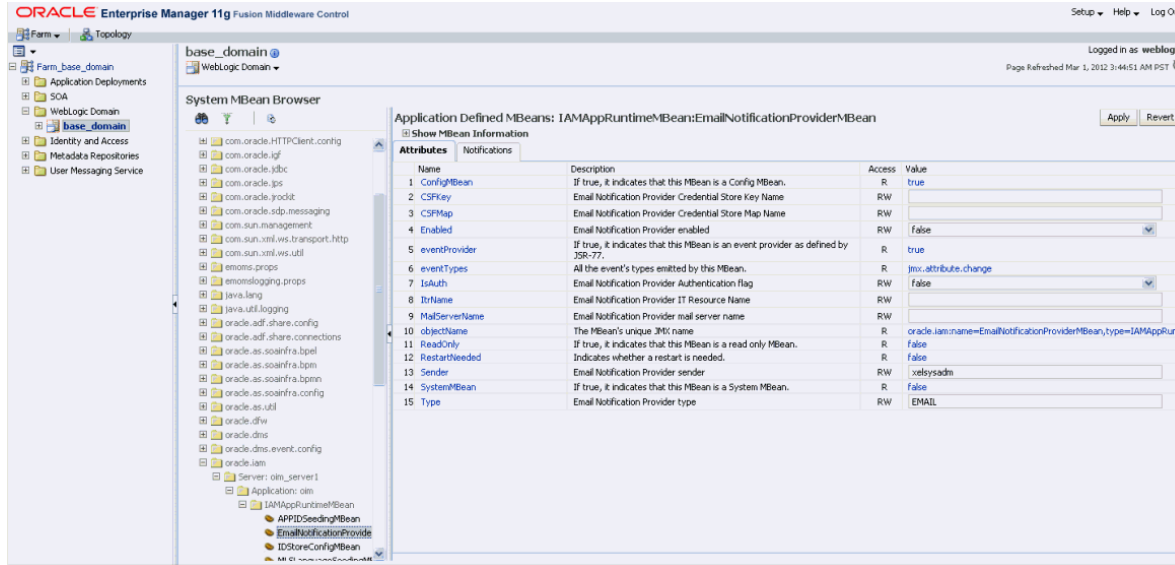 ORACLE Enterprise Manager 11g Fusion Middleware Control
Setup Help Log O
Farm Topology
Farm_base_domain
Application Deployments
SOA
WebLogic Domain
base_domain
Identity and Access
Metadata Repositories
User Messaging Service
base_domain
WebLogic Domain
Logged in as weblog
Page Refreshed Mar 1, 2012 3:44:51 AM PST
System MBean Browser
com.oracle.HTTPClient.config
com.oracle.igf
com.oracle.jdbc
com.oracle.jps
com.oracle.jrockit
com.oracle.sdp.messaging
com.sun.management
com.sun.xml.ws.transport.http
com.sun.xml.ws.util
emoms.props
emomslogging.props
java.lang
java.util.logging
oracle.adf.share.config
oracle.adf.share.connections
oracle.as.soainfra.bpel
oracle.as.soainfra.bpm
oracle.as.soainfra.bpmn
oracle.as.soainfra.config
oracle.as.util
oracle.dfw
oracle.dms
oracle.dms.event.config
oracle.iam
Server: oim_server1
Application: oim
IAMAppRuntimeMBean
APPIDSeedingMBean
EmailNotificationProvide
IDStoreConfigMBean
Application Defined MBeans: IAMAppRuntimeMBean:EmailNotificationProviderMBean
Apply Revert
Show MBean Information
Attributes Notifications
Name Description Access Value
1 ConfigMBean If true, it indicates that this MBean is a Config MBean. R true
2 CSFKey Email Notification Provider Credential Store Key Name RW
3 CSFMap Email Notification Provider Credential Store Map Name RW
4 Enabled Email Notification Provider enabled RW false
5 eventProvider If true, it indicates that this MBean is an event provider as defined by R true
JSR-77.
6 eventTypes All the event's types emitted by this MBean. R jmx.attribute.change
7 IsAuth Email Notification Provider Authentication flag RW false
8 ItrName Email Notification Provider IT Resource Name RW
9 MailServerName Email Notification Provider mail server name RW
10 objectName The MBean's unique JMX name R oracle.iam:name=EmailNotificationProviderMBean,type=IAMAppRun
11 ReadOnly If true, it indicates that this MBean is a read only MBean. R false
12 RestartNeeded Indicates whether a restart is needed. R false
13 Sender Email Notification Provider sender RW xelsysadm
14 SystemMBean If true, it indicates that this MBean is a System MBean. R false
15 Type Email Notification Provider type RW EMAIL